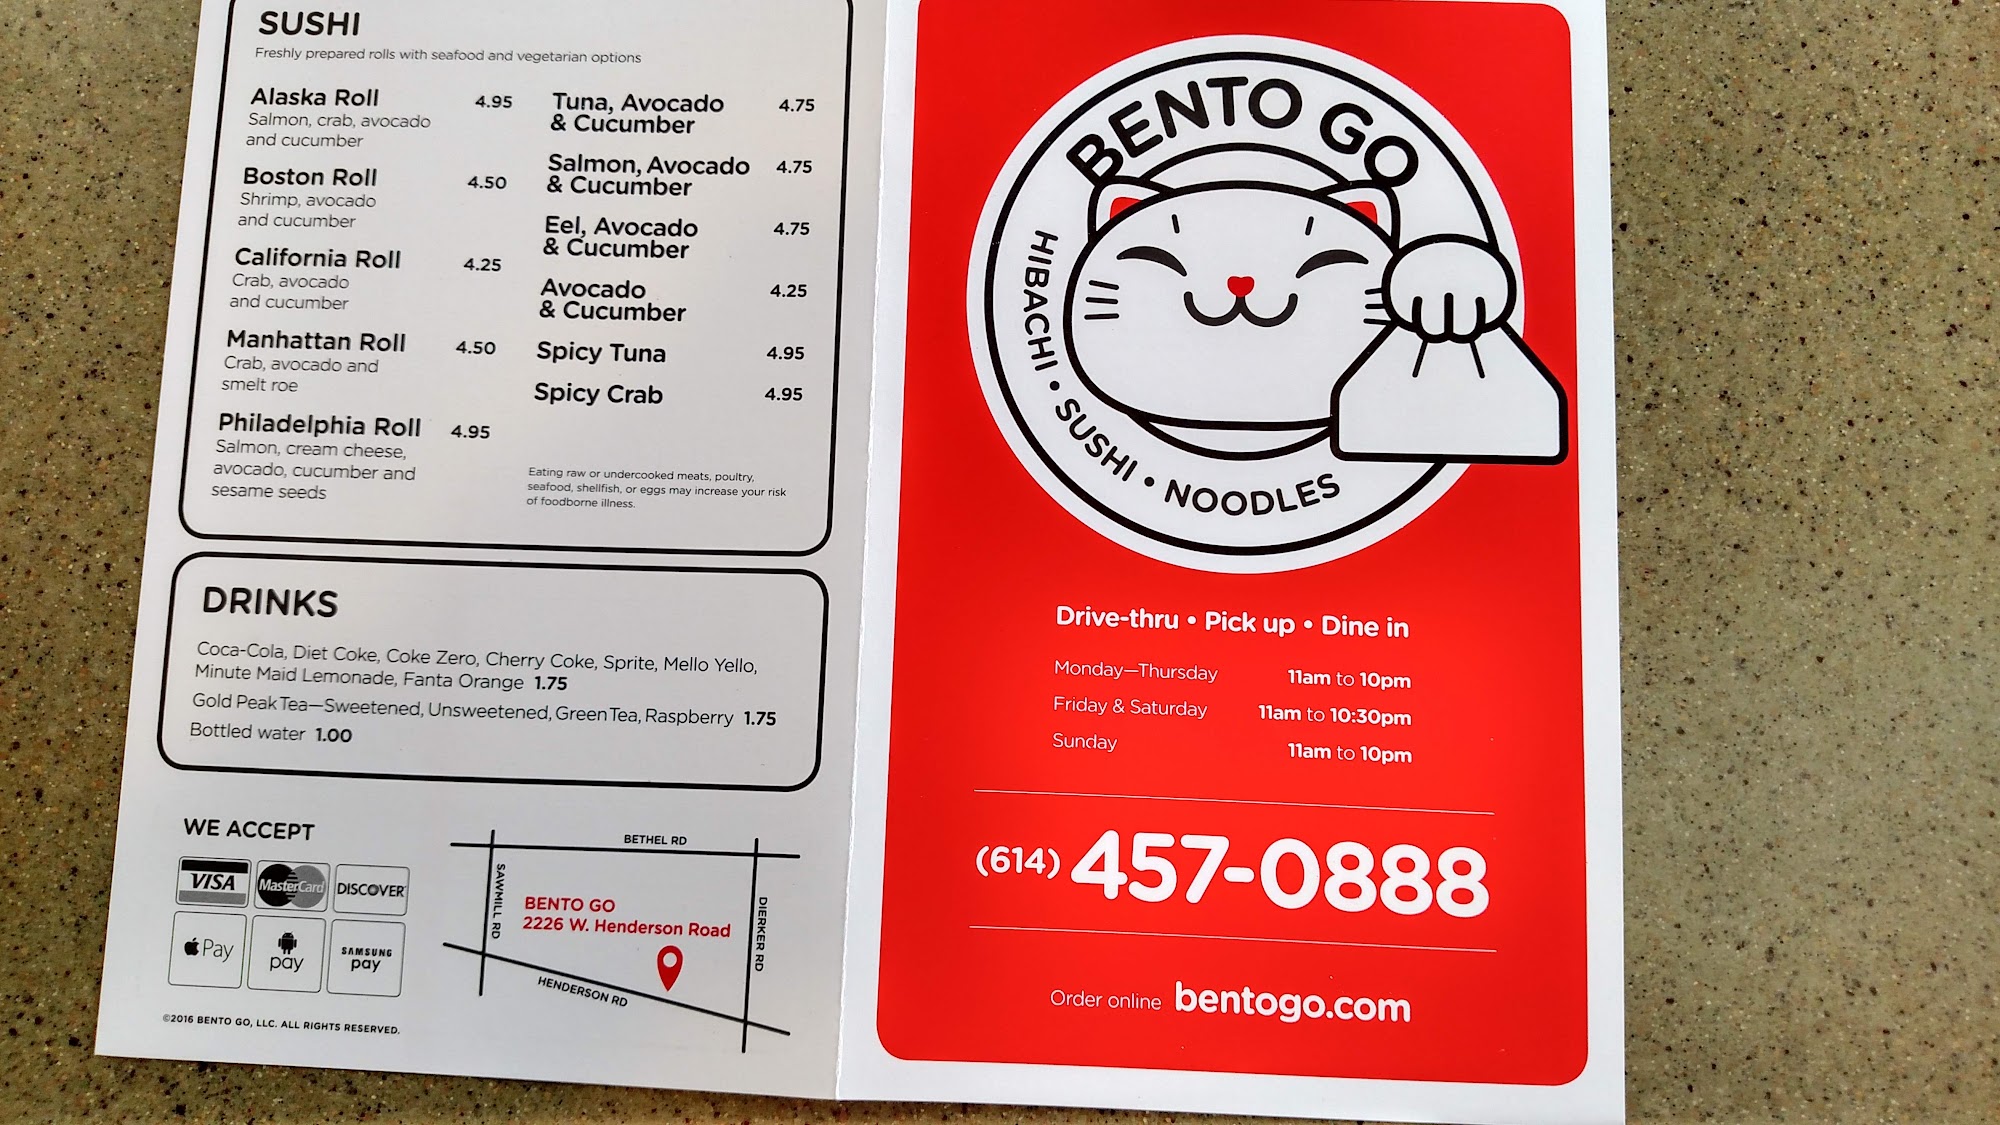 SUSHI
Freshly prepared rolls with seafood and vegetarian options
Alaska Roll 4.95
Salmon, crab, avocado
and cucumber
Boston Roll 4.50
Shrimp, avocado
and cucumber
California Roll 4.25
Crab, avocado
and cucumber
Manhattan Roll 4.50
Crab, avocado and
smelt roe
Philadelphia Roll 4.95
Salmon, cream cheese,
avocado, cucumber and
sesame seeds
Tuna, Avocado 4.75
& Cucumber
Salmon, Avocado 4.75
& Cucumber
Eel, Avocado 4.75
& Cucumber
Avocado 4.25
& Cucumber
Spicy Tuna 4.95
Spicy Crab 4.95
Eating raw or undercooked meats, poultry,
seafood, shellfish, or eggs may increase your risk
of foodborne illness.
DRINKS
Coca-Cola, Diet Coke, Coke Zero, Cherry Coke, Sprite, Mello Yello,
Minute Maid Lemonade, Fanta Orange 1.75
Gold Peak Tea—Sweetened, Unsweetened, Green Tea, Raspberry 1.75
Bottled water 1.00
WE ACCEPT
VISA MasterCard DISCOVER
Pay pay SAMSUNG pay
©2016 BENTO GO, LLC. ALL RIGHTS RESERVED.
BETHEL RD
SAWMILL RD
BENTO GO
2226 W. Henderson Road
DIERKER RD
HENDERSON RD
BENTO GO
HIBACHI • SUSHI • NOODLES
Drive-thru • Pick up • Dine in
Monday—Thursday 11am to 10pm
Friday & Saturday 11am to 10:30pm
Sunday 11am to 10pm
(614) 457-0888
Order online bentogo.com